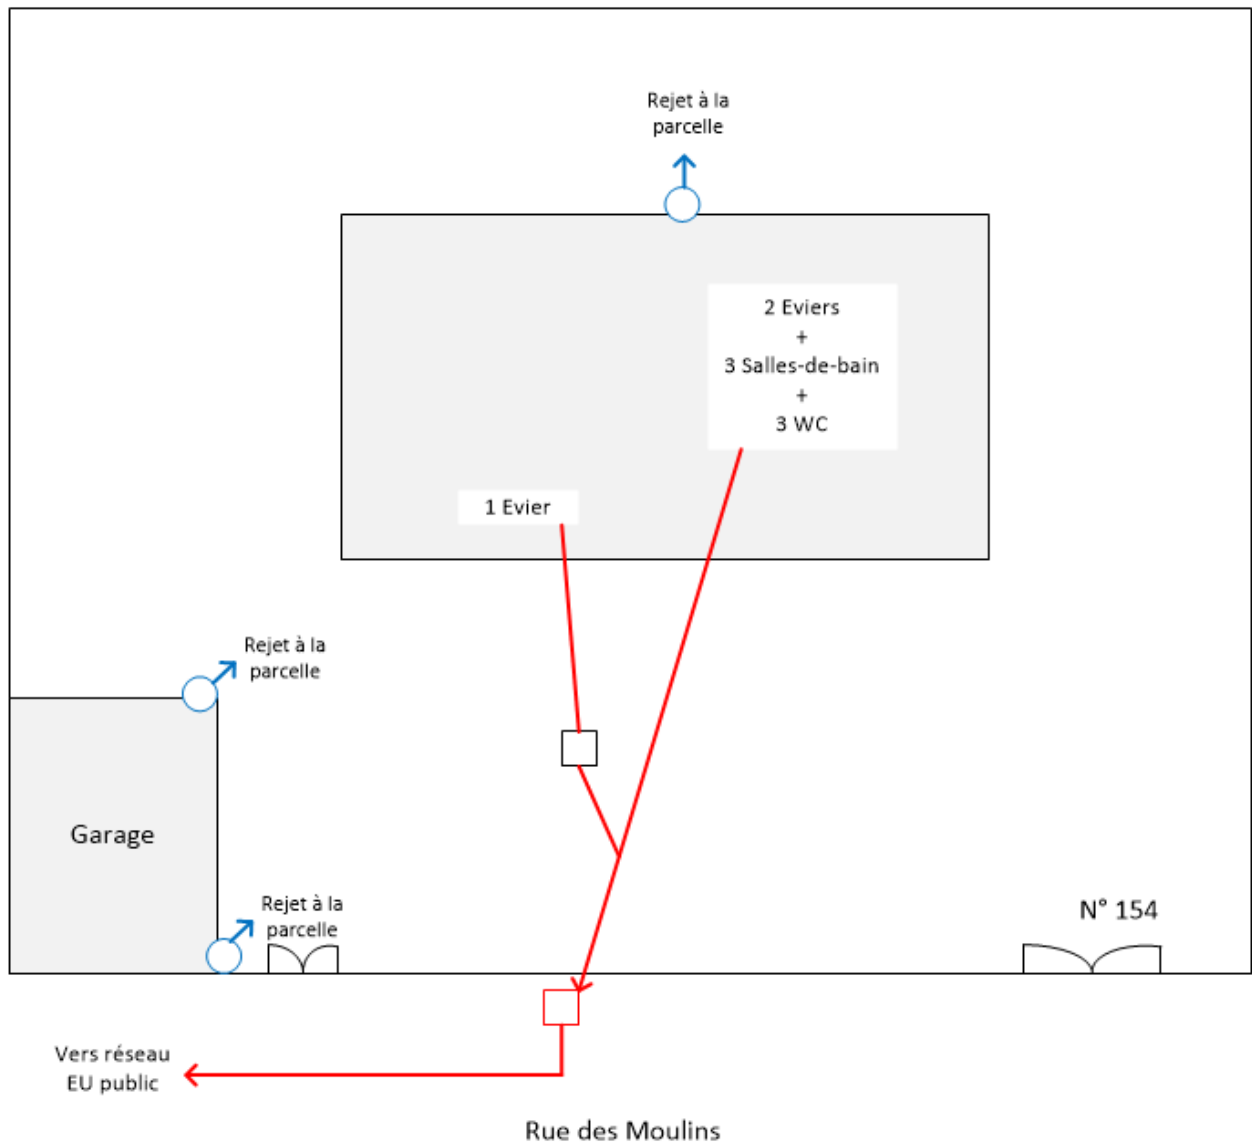 Rejet à la
parcelle
2 Eviers
+
3 Salles-de-bain
+
3 WC
1 Evier
Rejet à la
parcelle
Garage
Rejet à la
parcelle
N° 154
Vers réseau
EU public
Rue des Moulins